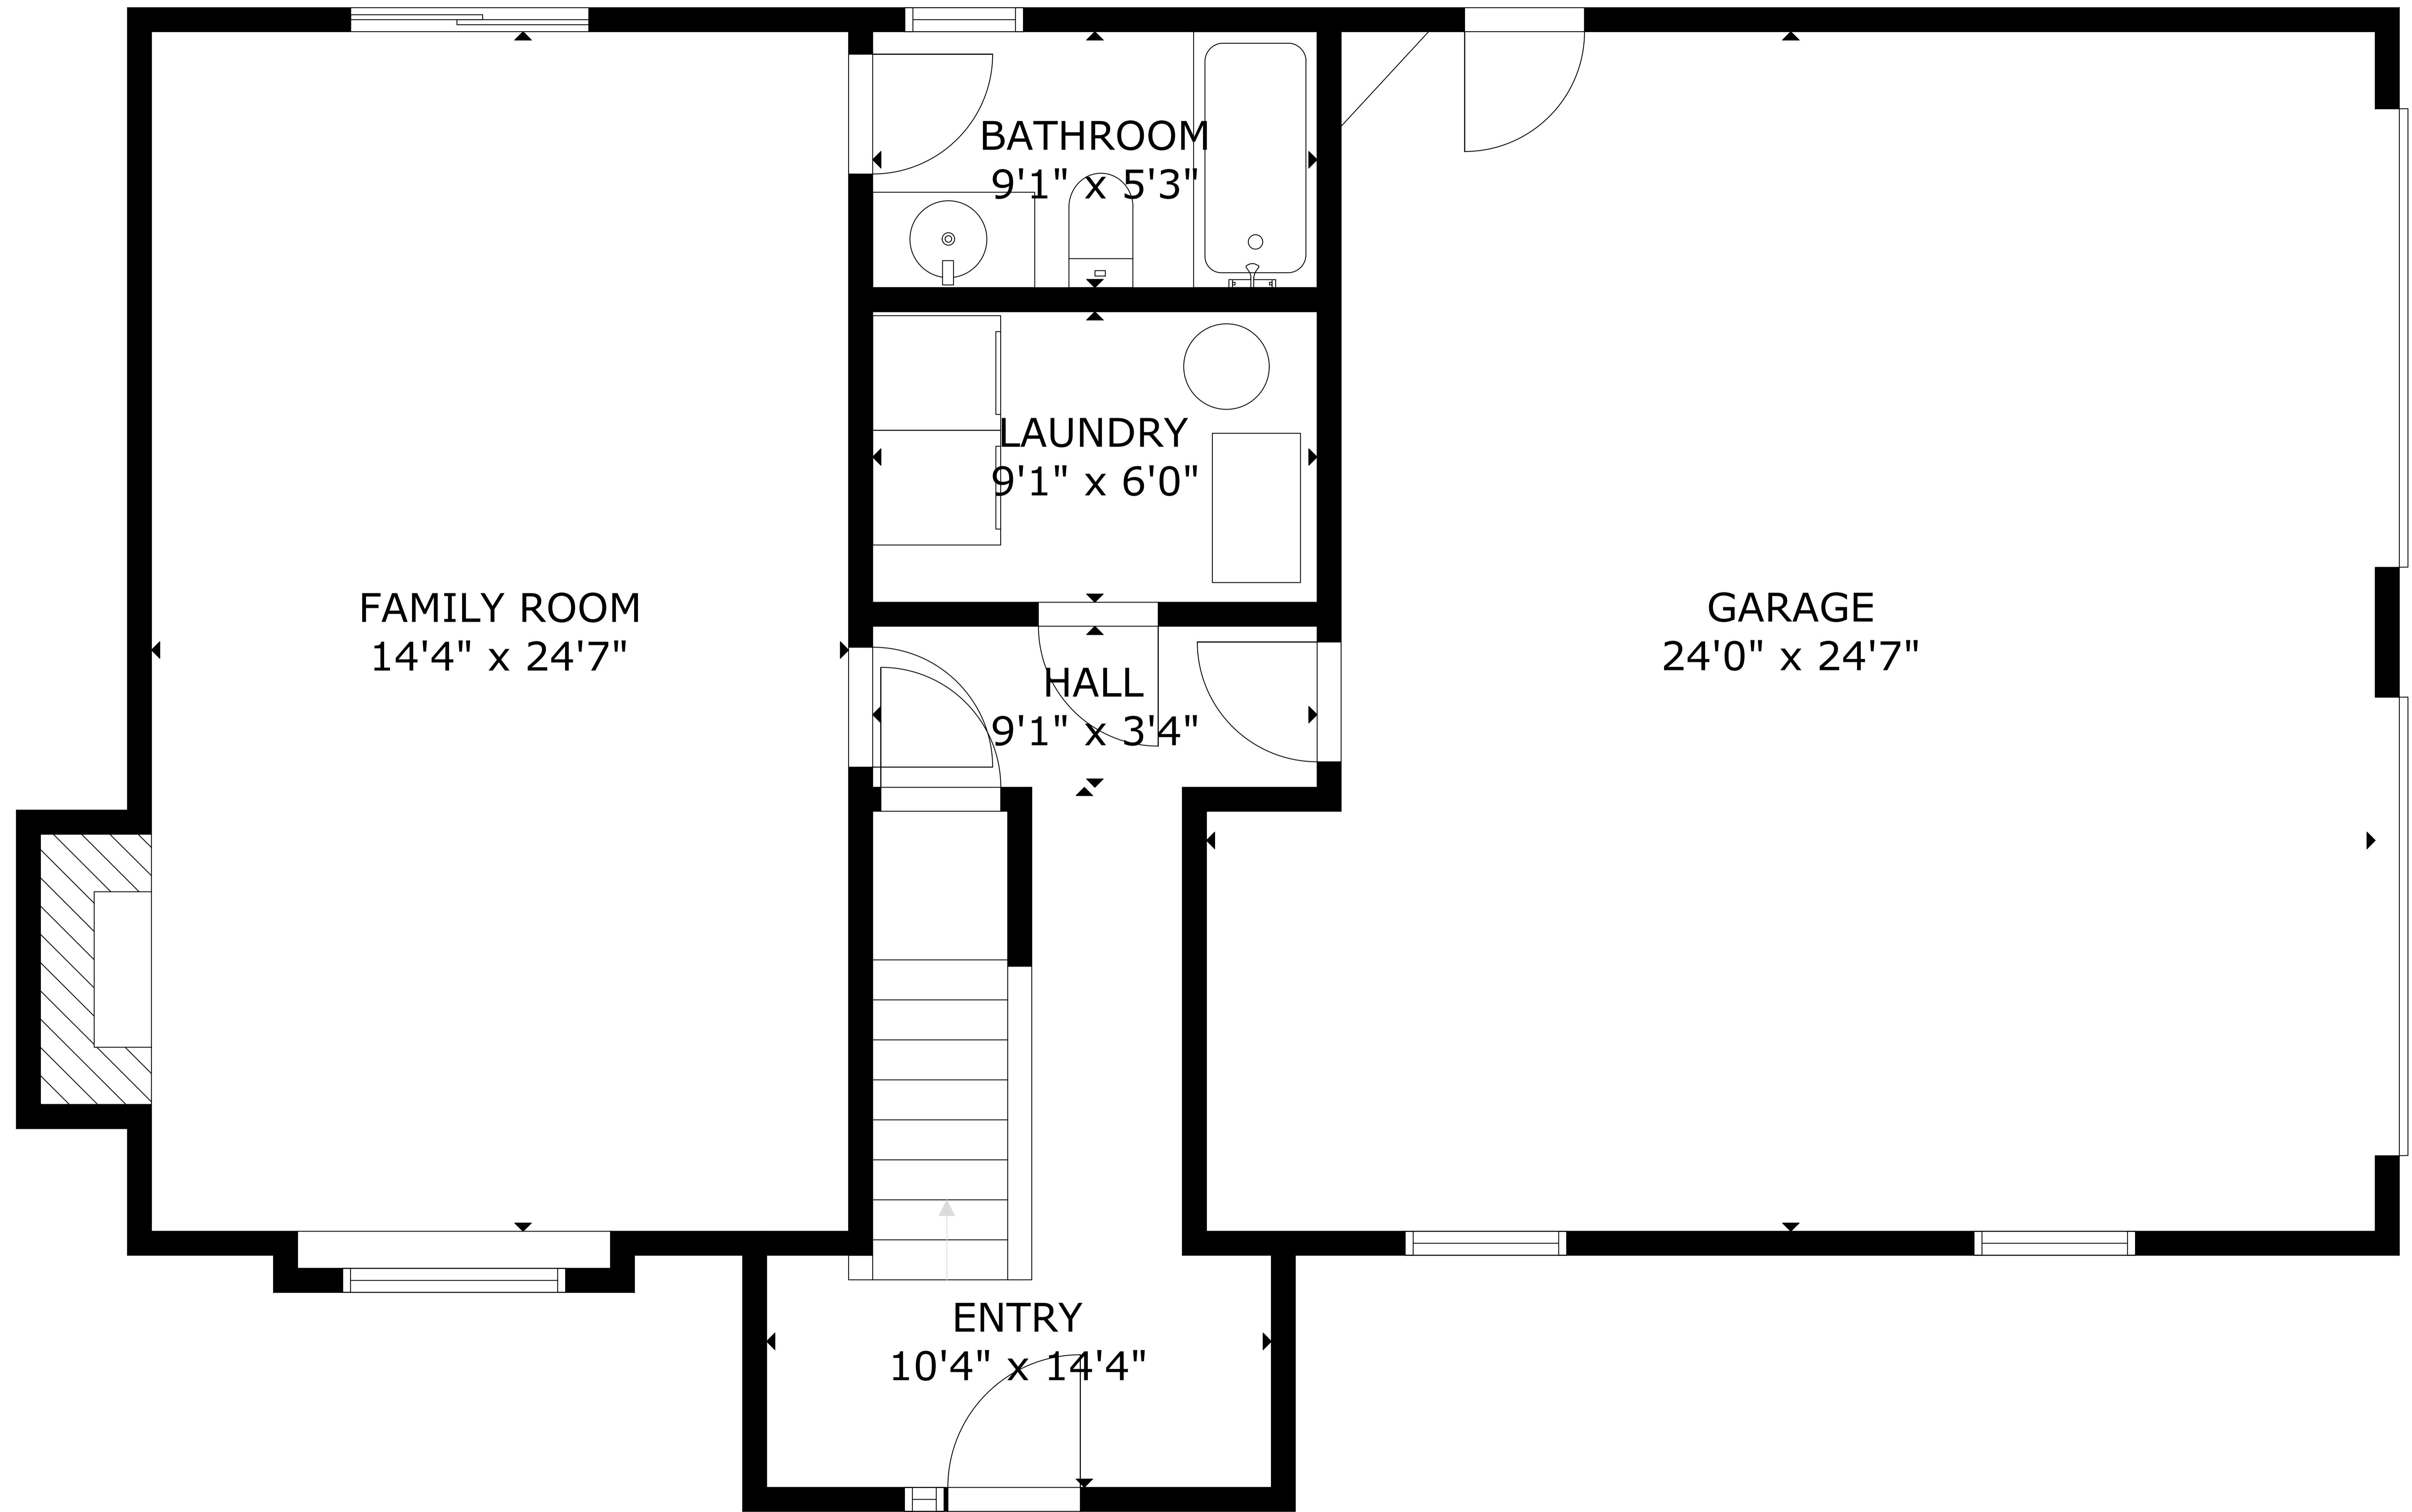 BATHROOM
9'1" x 5'3"
LAUNDRY
9'1" x 6'0"
FAMILY ROOM
14'4" x 24'7"
GARAGE
24'0" x 24'7"
HALL
9'1" x 3'4"
ENTRY
10'4" x 14'4"